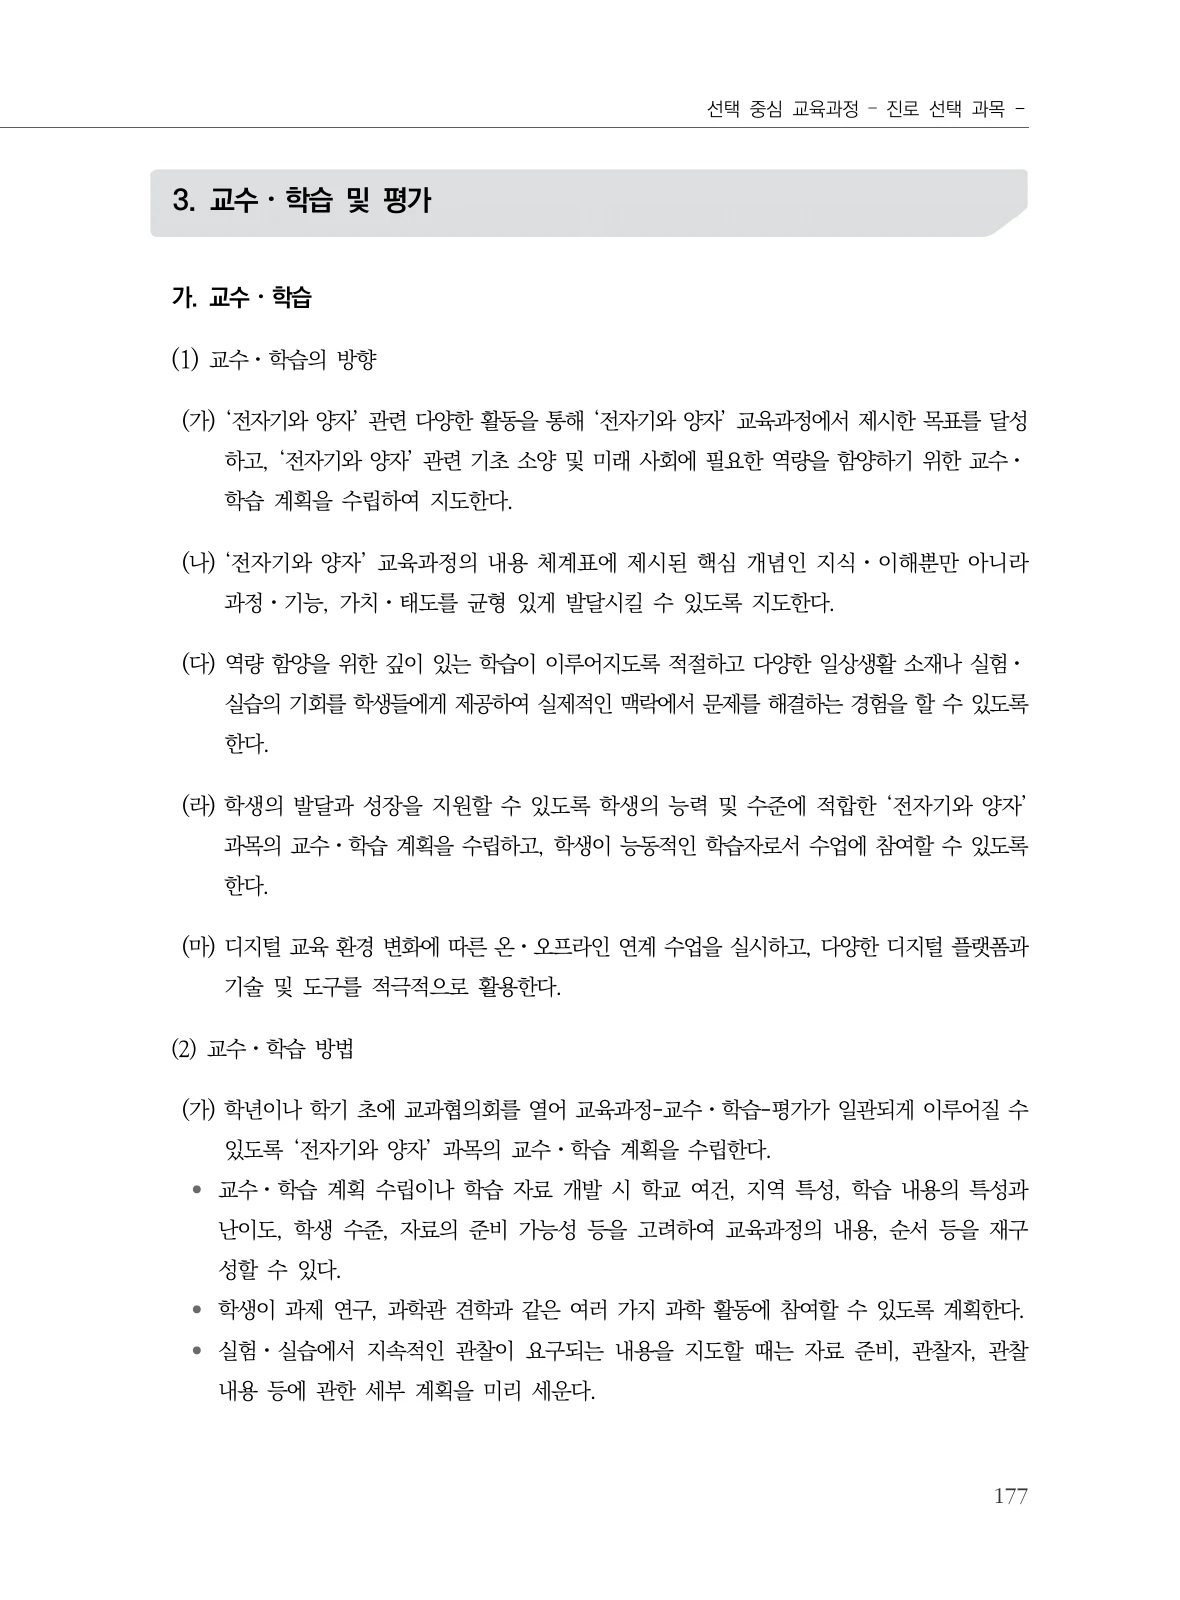 선택 중심 교육과정 - 진로 선택 과목 -
3. 교수·학습 및 평가
가. 교수·학습
(1) 교수·학습의 방향
(가) ‘전자기와 양자’ 관련 다양한 활동을 통해 ‘전자기와 양자’ 교육과정에서 제시한 목표를 달성
하고, ‘전자기와 양자’ 관련 기초 소양 및 미래 사회에 필요한 역량을 함양하기 위한 교수·
학습 계획을 수립하여 지도한다.
(나) ‘전자기와 양자’ 교육과정의 내용 체계표에 제시된 핵심 개념인 지식·이해뿐만 아니라
과정·기능, 가치·태도를 균형 있게 발달시킬 수 있도록 지도한다.
(다) 역량 함양을 위한 깊이 있는 학습이 이루어지도록 적절하고 다양한 일상생활 소재나 실험·
실습의 기회를 학생들에게 제공하여 실제적인 맥락에서 문제를 해결하는 경험을 할 수 있도록
한다.
(라) 학생의 발달과 성장을 지원할 수 있도록 학생의 능력 및 수준에 적합한 ‘전자기와 양자’
과목의 교수·학습 계획을 수립하고, 학생이 능동적인 학습자로서 수업에 참여할 수 있도록
한다.
(마) 디지털 교육 환경 변화에 따른 온·오프라인 연계 수업을 실시하고, 다양한 디지털 플랫폼과
기술 및 도구를 적극적으로 활용한다.
(2) 교수·학습 방법
(가) 학년이나 학기 초에 교과협의회를 열어 교육과정-교수·학습-평가가 일관되게 이루어질 수
있도록 ‘전자기와 양자’ 과목의 교수·학습 계획을 수립한다.
• 교수·학습 계획 수립이나 학습 자료 개발 시 학교 여건, 지역 특성, 학습 내용의 특성과
난이도, 학생 수준, 자료의 준비 가능성 등을 고려하여 교육과정의 내용, 순서 등을 재구
성할 수 있다.
• 학생이 과제 연구, 과학관 견학과 같은 여러 가지 과학 활동에 참여할 수 있도록 계획한다.
• 실험·실습에서 지속적인 관찰이 요구되는 내용을 지도할 때는 자료 준비, 관찰자, 관찰
내용 등에 관한 세부 계획을 미리 세운다.
177